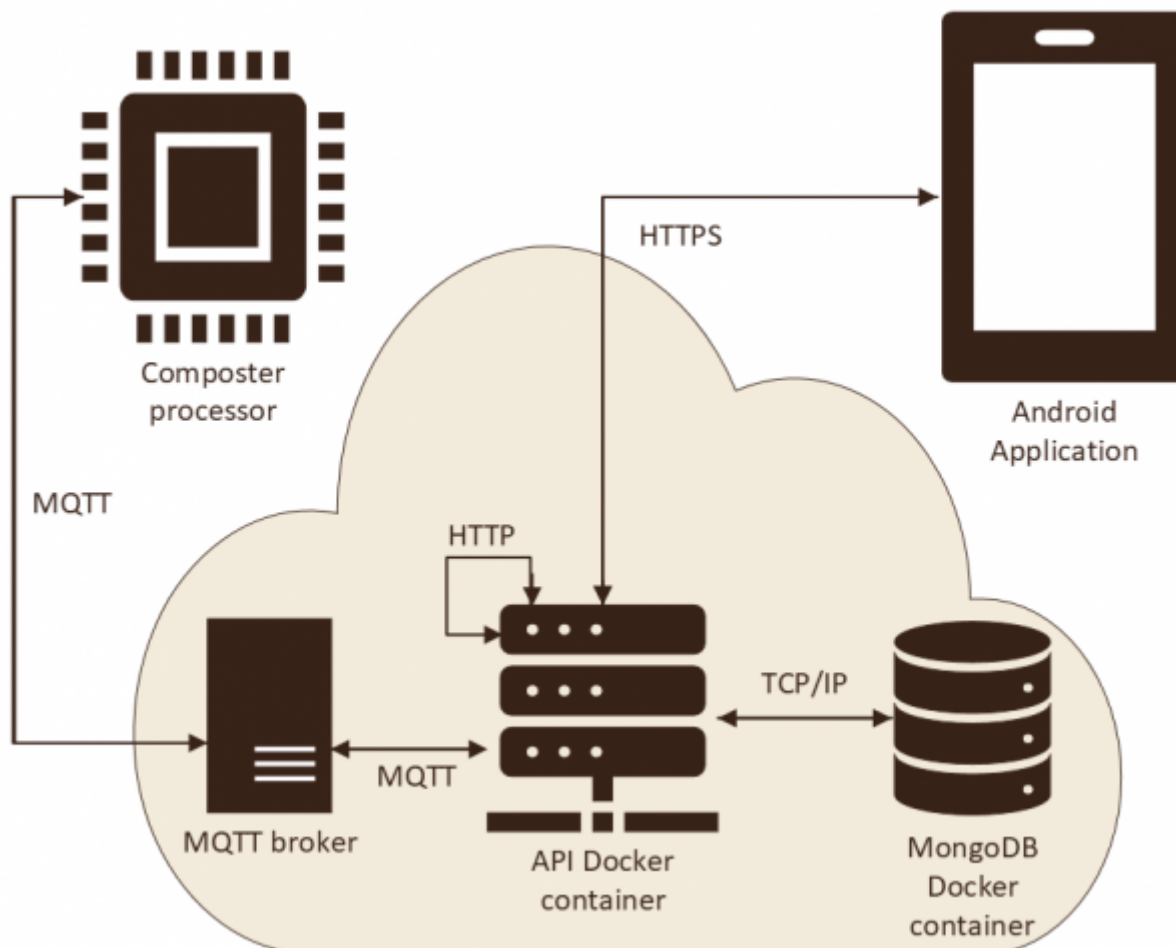 HTTPS
Composter
processor
Android
Application
MQTT
HTTP
TCP/IP
MQTT
MQTT broker
API Docker
container
MongoDB
Docker
container